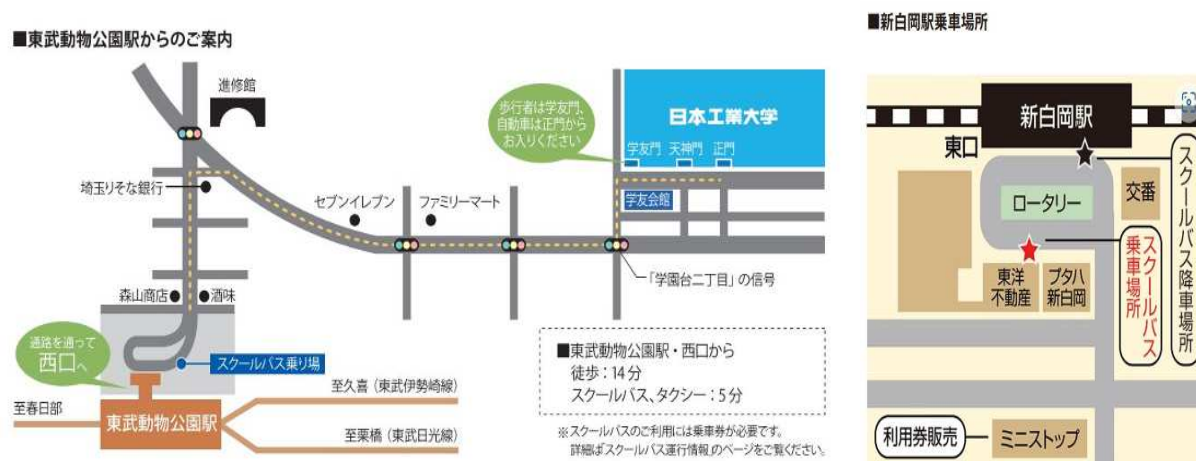 ■東武動物公園駅からのご案内
進修館
歩行者は学友門、
自動車は正門から
お入りください
日本工業大学
学友門
天神門
正門
埼玉りそな銀行
セブンイレブン
ファミリーマート
学友会館
「学園台二丁目」の信号
森山商店
酒味
通路を通って
西口へ
スクールバス乗り場
至春日部
東武動物公園駅
至久喜（東武伊勢崎線）
至栗橋（東武日光線）
■東武動物公園駅・西口から
徒歩：14分
スクールバス、タクシー：5分
※スクールバスのご利用には乗車券が必要です。
詳細は「スクールバス運行情報」のページをご覧ください。
■新白岡駅乗車場所
新白岡駅
東口
ロータリー
交番
スクールバス降車場所
スクールバス
乗車場所
東洋
不動産
ブタハ
新白岡
利用券販売
ミニストップ